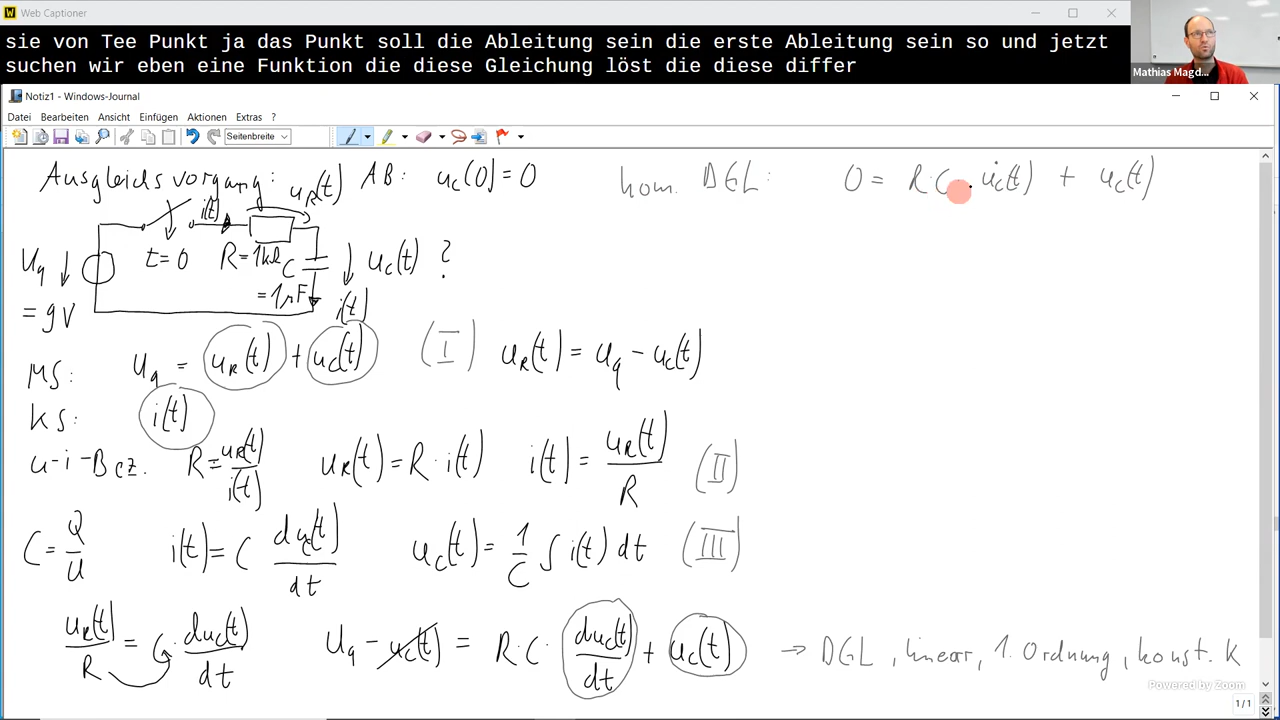 Web Captioner
sie von Tee Punkt ja das Punkt soll die Ableitung sein die erste Ableitung sein so und jetzt
suchen wir eben eine Funktion die diese Gleichung löst die diese differ
Mathias Magd...
Notiz1 - Windows-Journal
Datei Bearbeiten Ansicht Einfügen Aktionen Extras ?
Seitenbreite
Ausgleichsvorgang: u_R(t) AB: u_C(0) = 0 hom. DGL: 0 = R·C · u̇_C(t) + u_C(t)
i(t)
U_q t=0 R=1kΩ C u_C(t) ?
= 9V =1µF i(t)
MS: U_q = u_R(t) + u_C(t) (I) u_R(t) = U_q - u_C(t)
KS: i(t)
u-i-Bez. R = u_R(t)/i(t) u_R(t) = R · i(t) i(t) = u_R(t)/R (II)
C = Q/U i(t) = C du_C(t)/dt u_C(t) = 1/C ∫ i(t) dt (III)
u_R(t)/R = C · du_C(t)/dt U_q - u_C(t) = R·C · du_C(t)/dt + u_C(t) → DGL, linear, 1. Ordnung, konst. K
Powered by Zoom
1/1